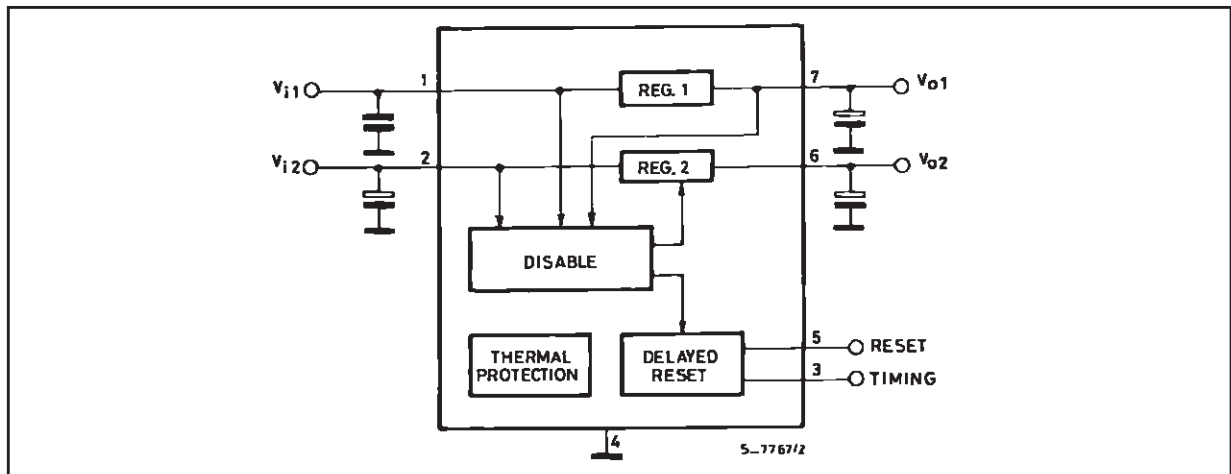 Vi1 1 REG. 1 7 Vo1
Vi2 2 REG. 2 6 Vo2
DISABLE
THERMAL
PROTECTION
DELAYED
RESET
5 RESET
3 TIMING
4
S_7767/2